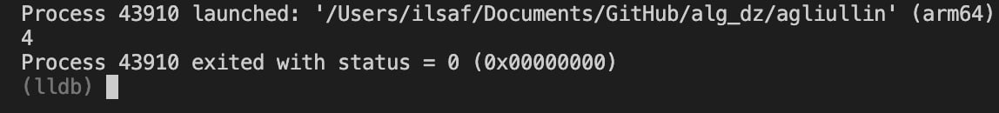 Process 43910 launched: '/Users/ilsaf/Documents/GitHub/alg_dz/agliullin' (arm64)
4
Process 43910 exited with status = 0 (0x00000000)
(lldb)